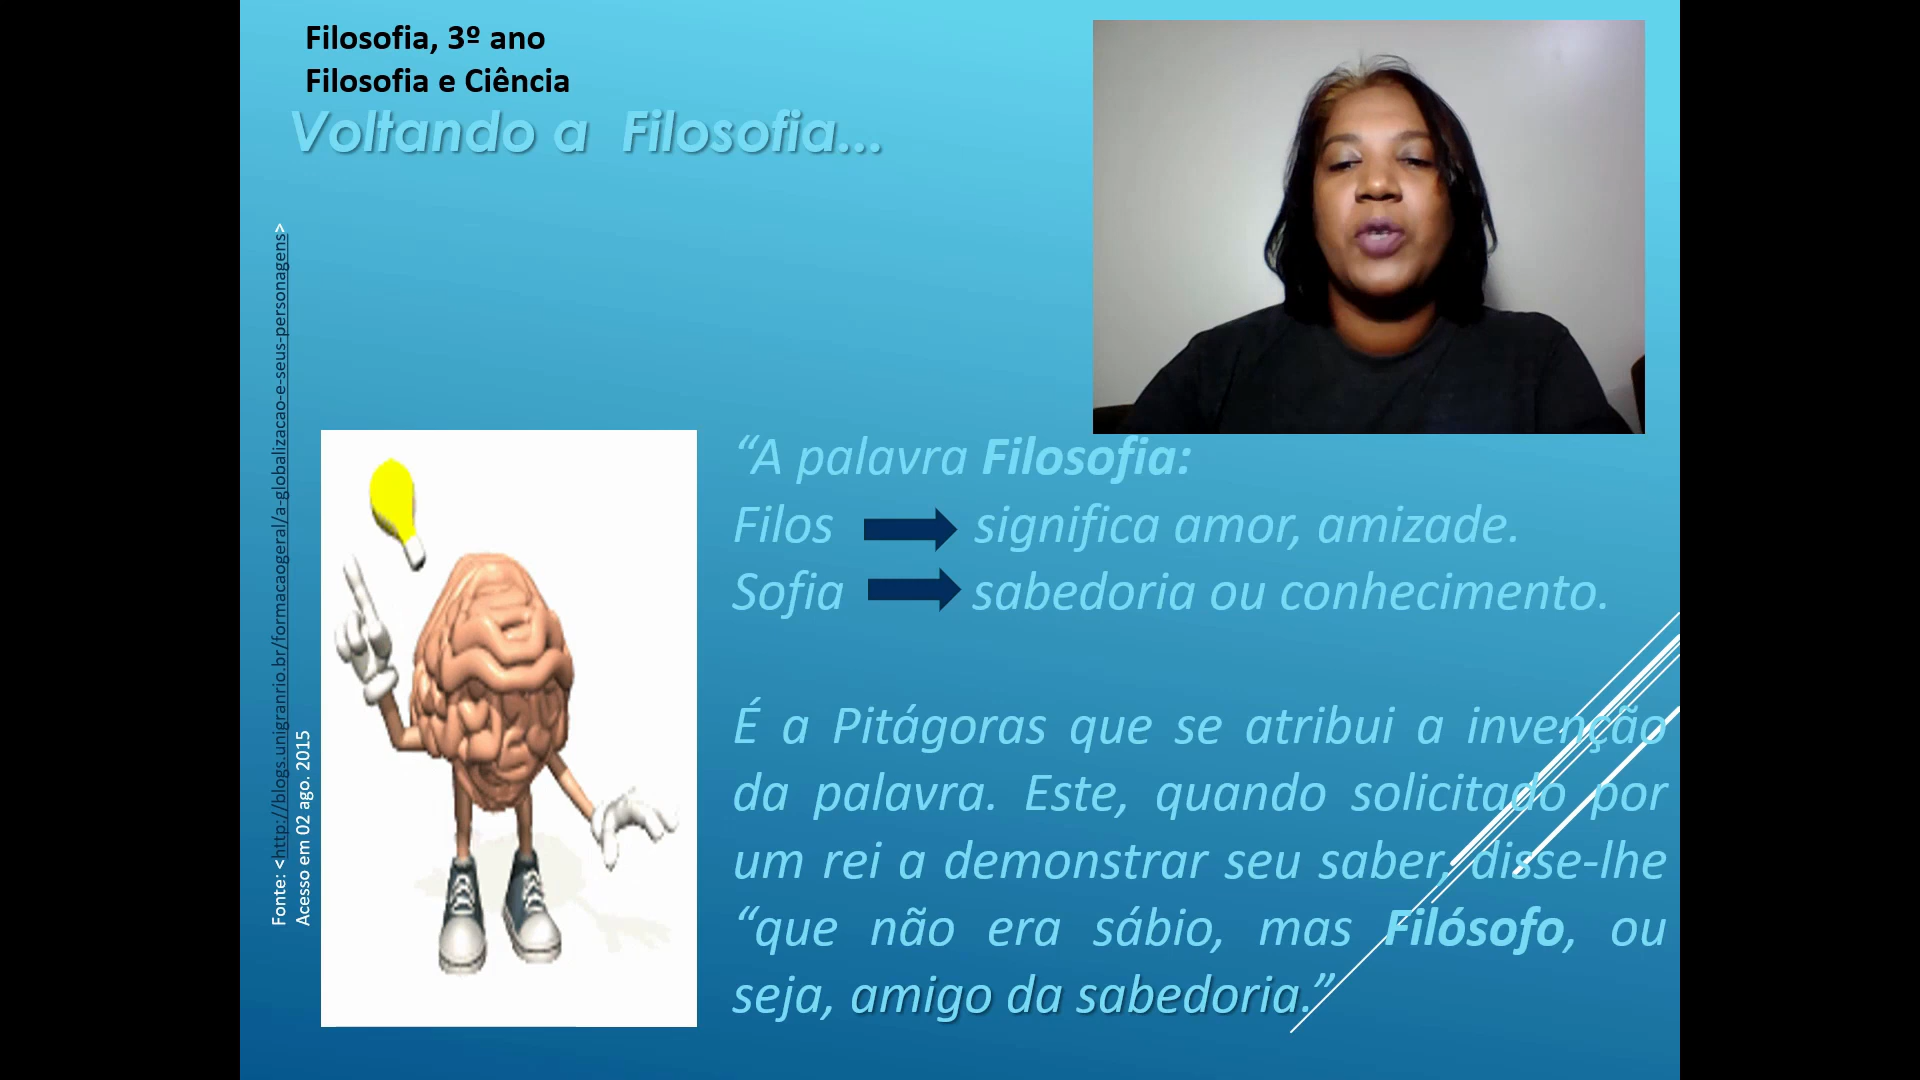 Filosofia, 3º ano
Filosofia e Ciência
Voltando a Filosofia...
Fonte: <http://blogs.unigranrio.br/formacaogeral/a-globalizacao-e-seus-personagens>
Acesso em 02 ago. 2015
“A palavra Filosofia:
Filos significa amor, amizade.
Sofia sabedoria ou conhecimento.
É a Pitágoras que se atribui a invenção
da palavra. Este, quando solicitado por
um rei a demonstrar seu saber, disse-lhe
“que não era sábio, mas Filósofo, ou
seja, amigo da sabedoria.”